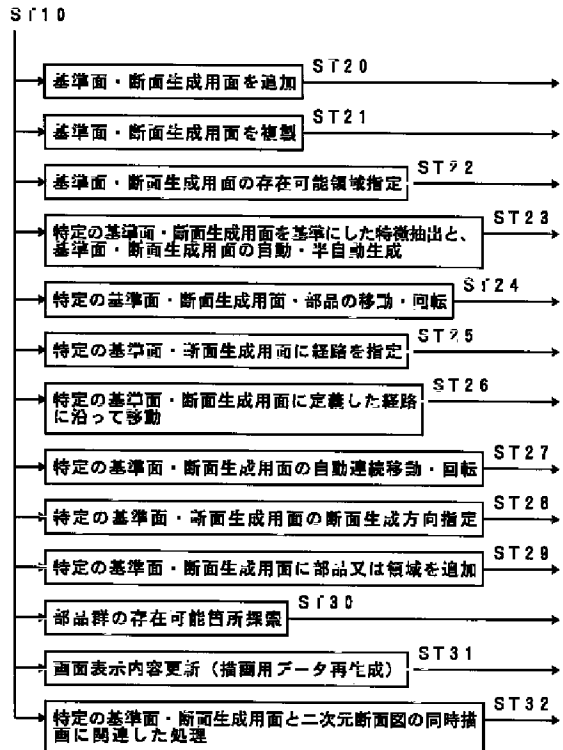 ST10
ST20
基準面・断面生成用面を追加
ST21
基準面・断面生成用面を複製
ST22
基準面・断面生成用面の存在可能領域指定
ST23
特定の基準面・断面生成用面を基準にした特徴抽出と、
基準面・断面生成用面の自動・半自動生成
ST24
特定の基準面・断面生成用面・部品の移動・回転
ST25
特定の基準面・断面生成用面に経路を指定
ST26
特定の基準面・断面生成用面に定義した経路
に沿って移動
ST27
特定の基準面・断面生成用面の自動連続移動・回転
ST28
特定の基準面・断面生成用面の断面生成方向指定
ST29
特定の基準面・断面生成用面に部品又は領域を追加
ST30
部品群の存在可能箇所探索
ST31
画面表示内容更新（描画用データ再生成）
ST32
特定の基準面・断面生成用面と二次元断面図の同時描
画に関連した処理